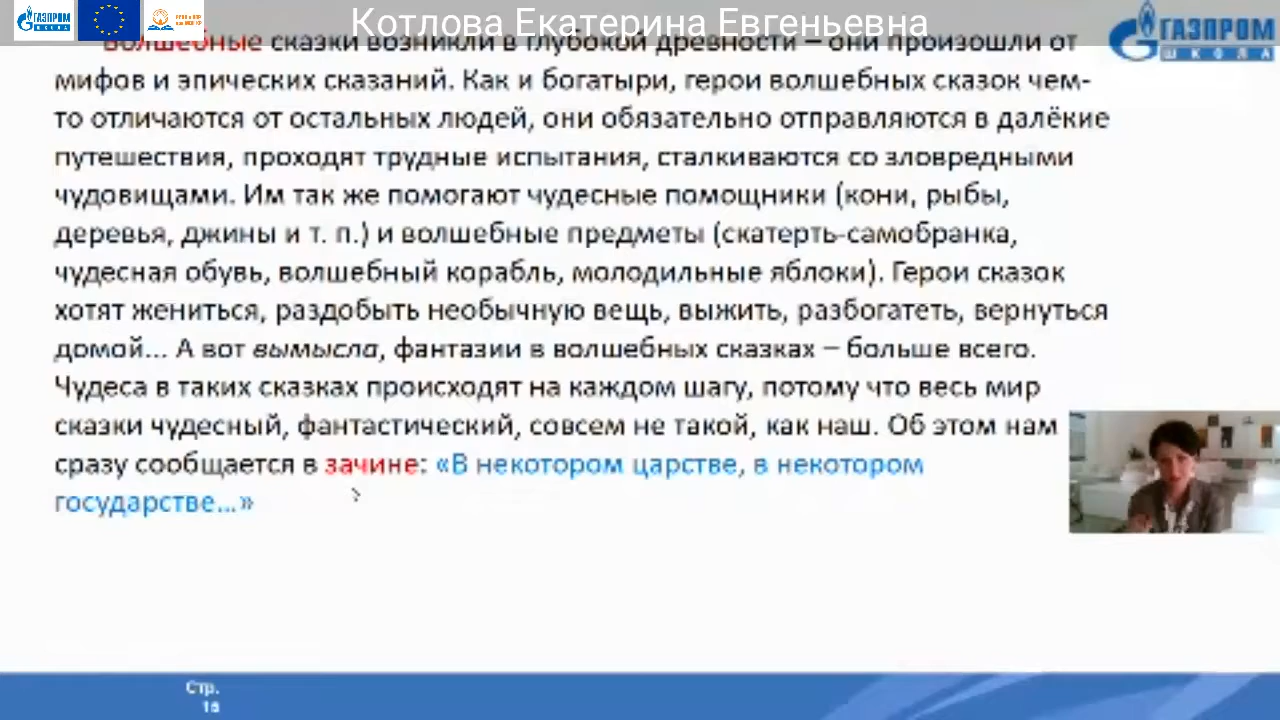 Котлова Екатерина Евгеньевна
ГАЗПРОМ
ШКОЛА
ГАЗПРОМ
ШКОЛА
Волшебные сказки возникли в глубокой древности – они произошли от
мифов и эпических сказаний. Как и богатыри, герои волшебных сказок чем-
то отличаются от остальных людей, они обязательно отправляются в далёкие
путешествия, проходят трудные испытания, сталкиваются со зловредными
чудовищами. Им так же помогают чудесные помощники (кони, рыбы,
деревья, джины и т. п.) и волшебные предметы (скатерть-самобранка,
чудесная обувь, волшебный корабль, молодильные яблоки). Герои сказок
хотят жениться, раздобыть необычную вещь, выжить, разбогатеть, вернуться
домой... А вот вымысла, фантазии в волшебных сказках – больше всего.
Чудеса в таких сказках происходят на каждом шагу, потому что весь мир
сказки чудесный, фантастический, совсем не такой, как наш. Об этом нам
сразу сообщается в зачине: «В некотором царстве, в некотором
государстве...»
Стр.
16